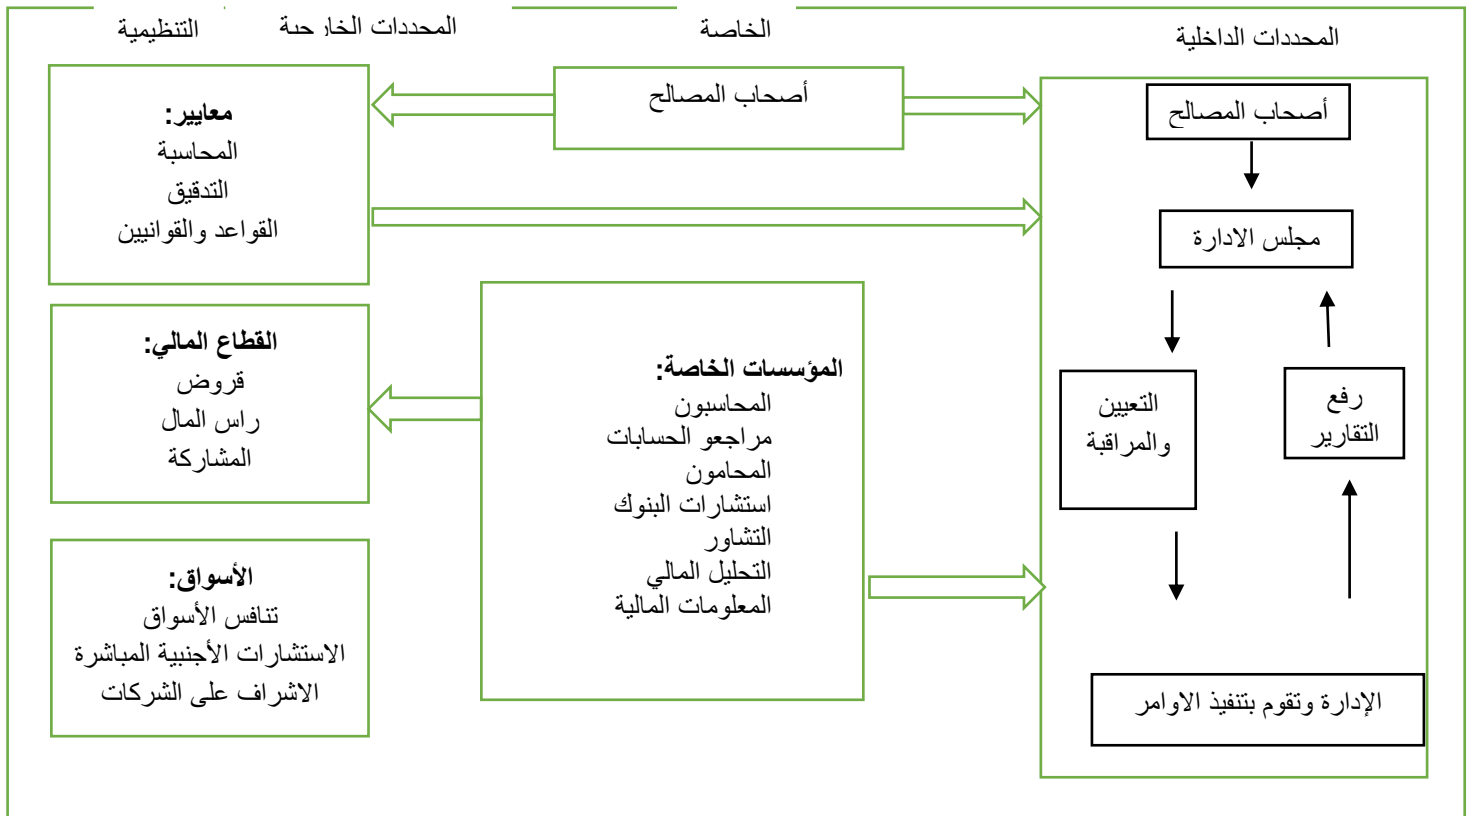 المحددات الداخلية
الخاصة
المحددات الخارجية
التنظيمية
أصحاب المصالح
مجلس الادارة
التعيين
والمراقبة
رفع
التقارير
الإدارة وتقوم بتنفيذ الاوامر
أصحاب المصالح
المؤسسات الخاصة:
المحاسبون
مراجعو الحسابات
المحامون
استشارات البنوك
التشاور
التحليل المالي
المعلومات المالية
معايير:
المحاسبة
التدقيق
القواعد والقوانيين
القطاع المالي:
قروض
راس المال
المشاركة
الأسواق:
تنافس الأسواق
الاستشارات الأجنبية المباشرة
الاشراف على الشركات